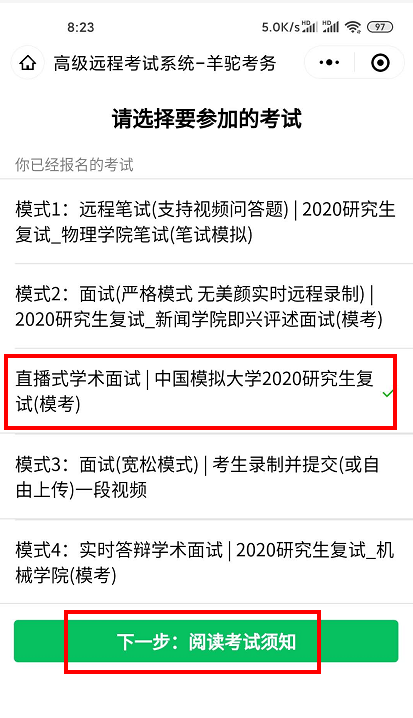 8:23
5.0K/s HD HD 97
高级远程考试系统-羊驼考务
请选择要参加的考试
你已经报名的考试
模式1：远程笔试(支持视频问答题) | 2020研究生
复试_物理学院笔试(笔试模拟)
模式2：面试(严格模式 无美颜实时远程录制) |
2020研究生复试_新闻学院即兴评述面试(模考)
直播式学术面试 | 中国模拟大学2020研究生复
试(模考)
模式3：面试(宽松模式) | 考生录制并提交(或自
由上传)一段视频
模式4：实时答辩学术面试 | 2020研究生复试_机
械学院(模考)
下一步：阅读考试须知